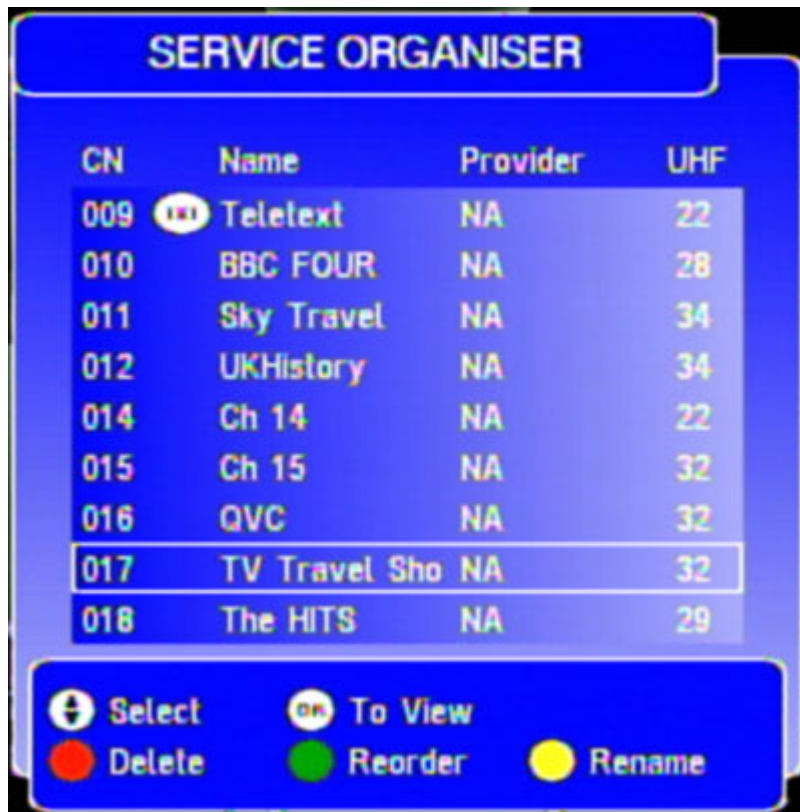 SERVICE ORGANISER
CN Name Provider UHF
009 TXT Teletext NA 22
010 BBC FOUR NA 28
011 Sky Travel NA 34
012 UKHistory NA 34
014 Ch 14 NA 22
015 Ch 15 NA 32
016 QVC NA 32
017 TV Travel Sho NA 32
018 The HITS NA 29
Select OK To View
Delete Reorder Rename